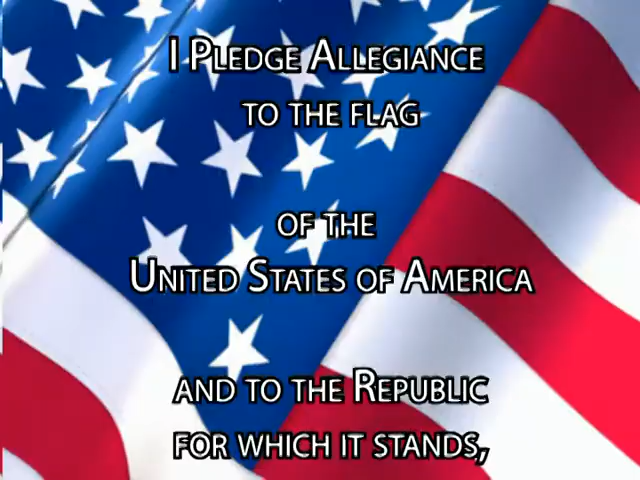 I Pledge Allegiance
to the flag
of the
United States of America
and to the Republic
for which it stands,